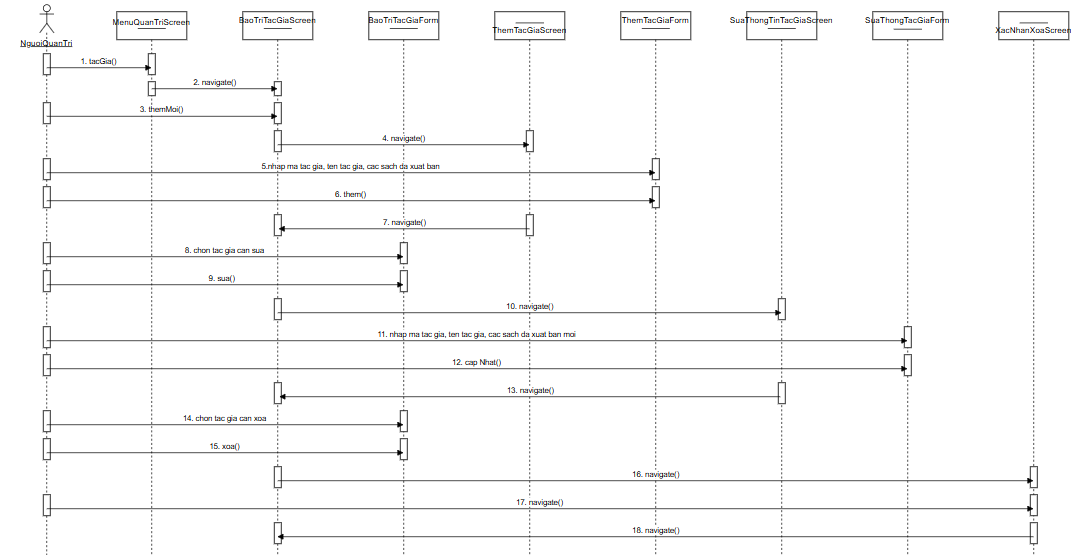 MenuQuanTriScreen
BaoTriTacGiaScreen
BaoTriTacGiaForm
ThemTacGiaScreen
ThemTacGiaForm
SuaThongTinTacGiaScreen
SuaThongTacGiaForm
XacNhanXoaScreen
NguoiQuanTri
1. tacGia()
2. navigate()
3. themMoi()
4. navigate()
5.nhap ma tac gia, ten tac gia, cac sach da xuat ban
6. them()
7. navigate()
8. chon tac gia can sua
9. sua()
10. navigate()
11. nhap ma tac gia, ten tac gia, cac sach da xuat ban moi
12. cap Nhat()
13. navigate()
14. chon tac gia can xoa
15. xoa()
16. navigate()
17. navigate()
18. navigate()